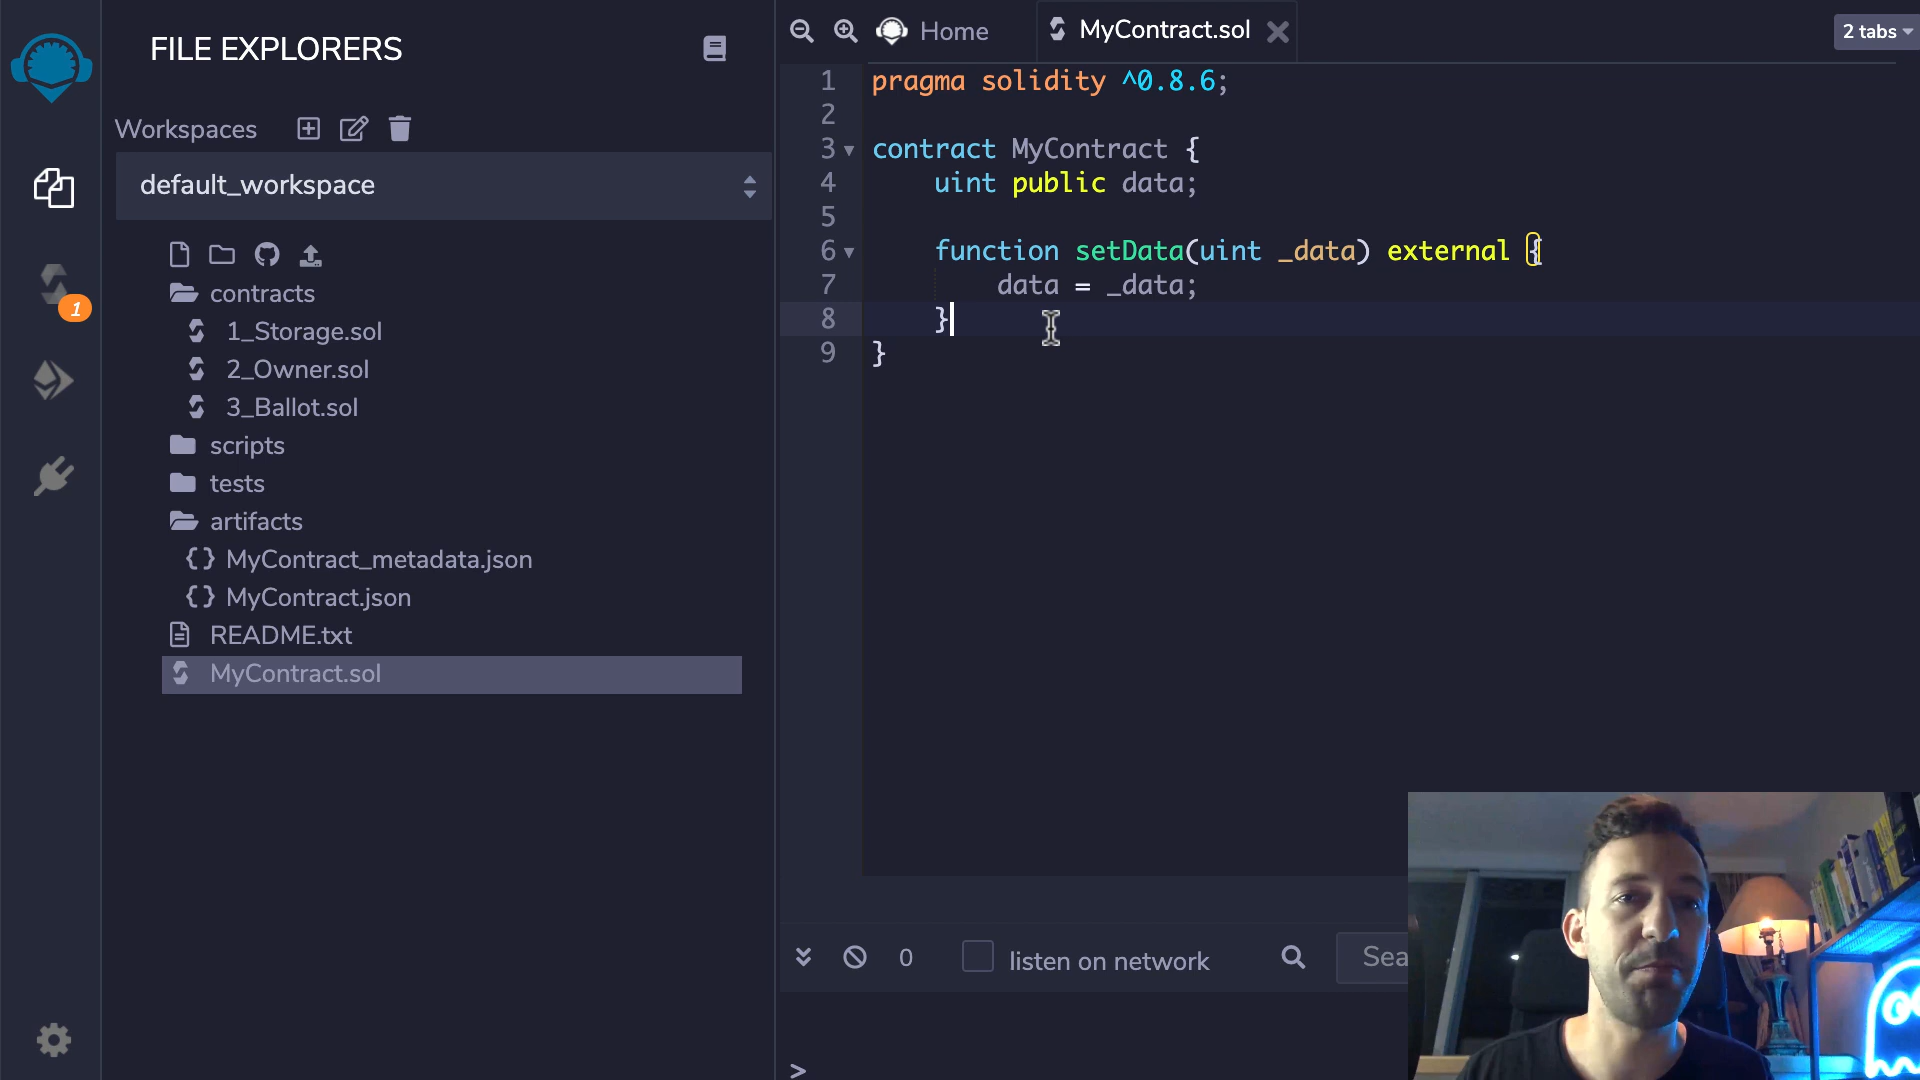 FILE EXPLORERS
Workspaces
default_workspace
contracts
1_Storage.sol
2_Owner.sol
3_Ballot.sol
scripts
tests
artifacts
{} MyContract_metadata.json
{} MyContract.json
README.txt
MyContract.sol
1
Home
MyContract.sol
2 tabs
1 pragma solidity ^0.8.6;
2
3 contract MyContract {
4     uint public data;
5
6     function setData(uint _data) external {
7         data = _data;
8     }
9 }
0
listen on network
Sea
>